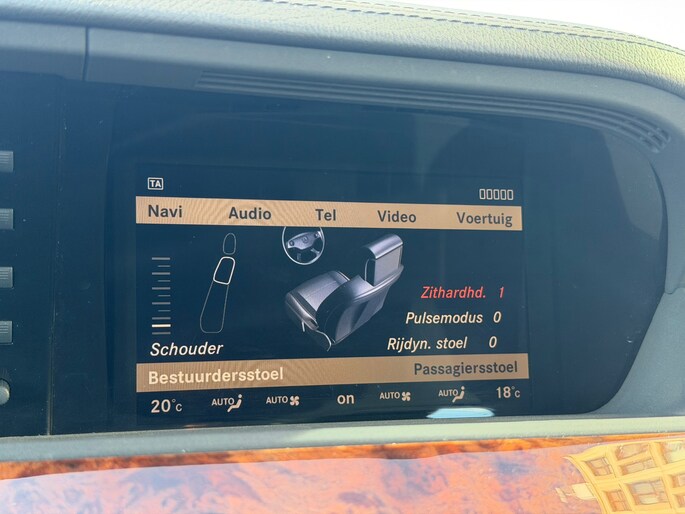 TA
Navi Audio Tel Video Voertuig
Zithardhd. 1
Pulsemodus 0
Rijdyn. stoel 0
Schouder
Bestuurdersstoel Passagiersstoel
20°C AUTO AUTO on AUTO AUTO 18°C